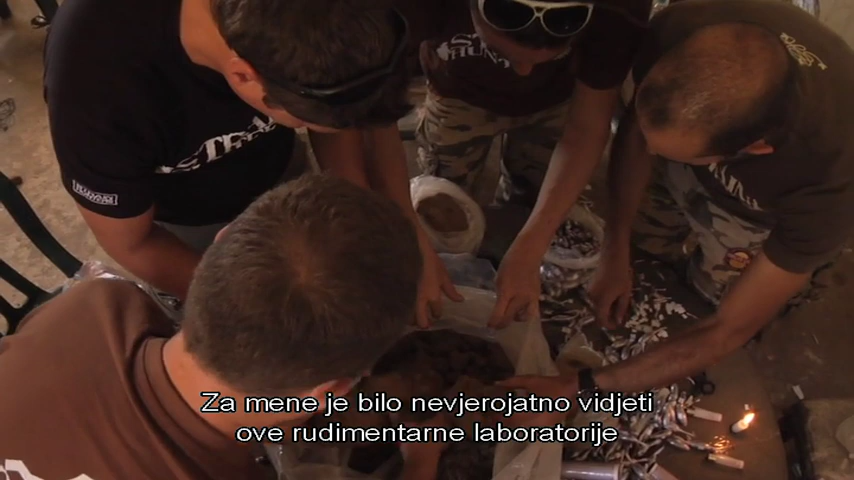 Za mene je bilo nevjerojatno vidjeti
ove rudimentarne laboratorije